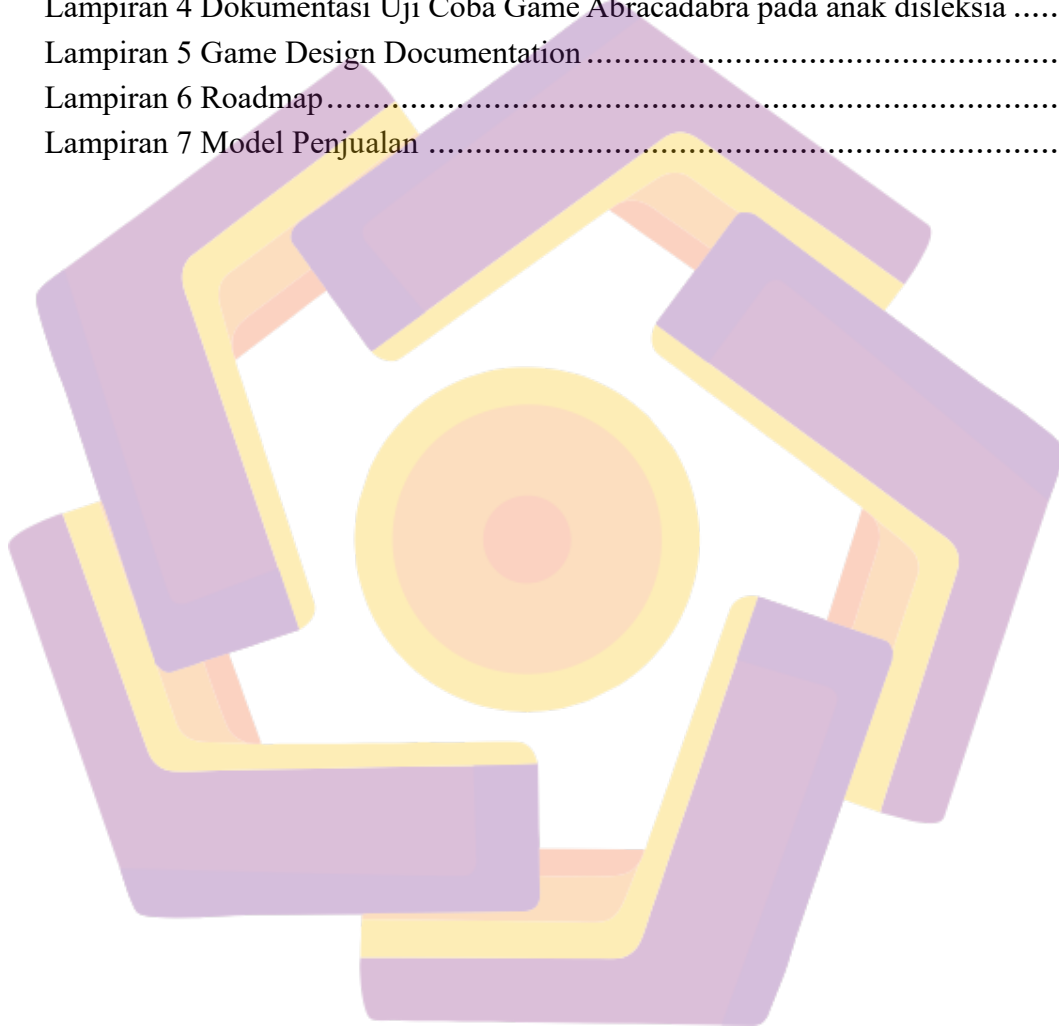 Lampiran 4 Dokumentasi Uji Coba Game Abracadabra pada anak disleksia .....
Lampiran 5 Game Design Documentation ..........................................................
Lampiran 6 Roadmap .........................................................................................
Lampiran 7 Model Penjualan ..............................................................................